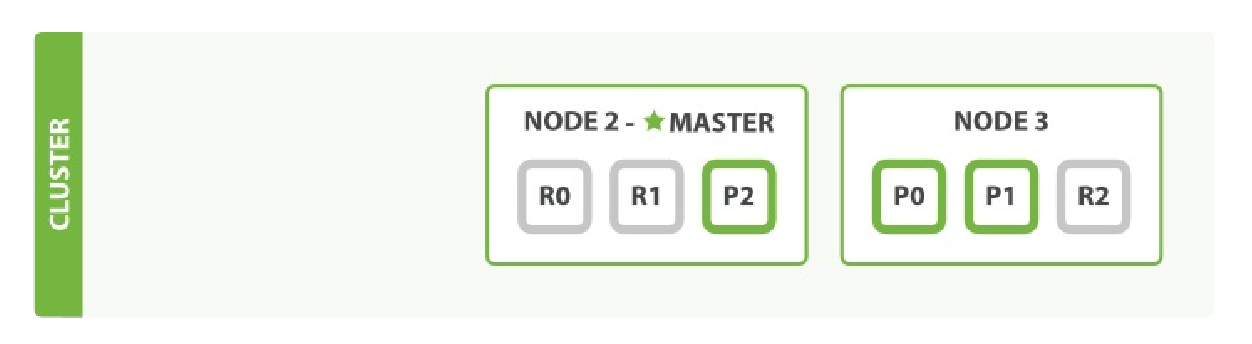 CLUSTER
NODE 2 - ★ MASTER
R0 R1 P2
NODE 3
P0 P1 R2